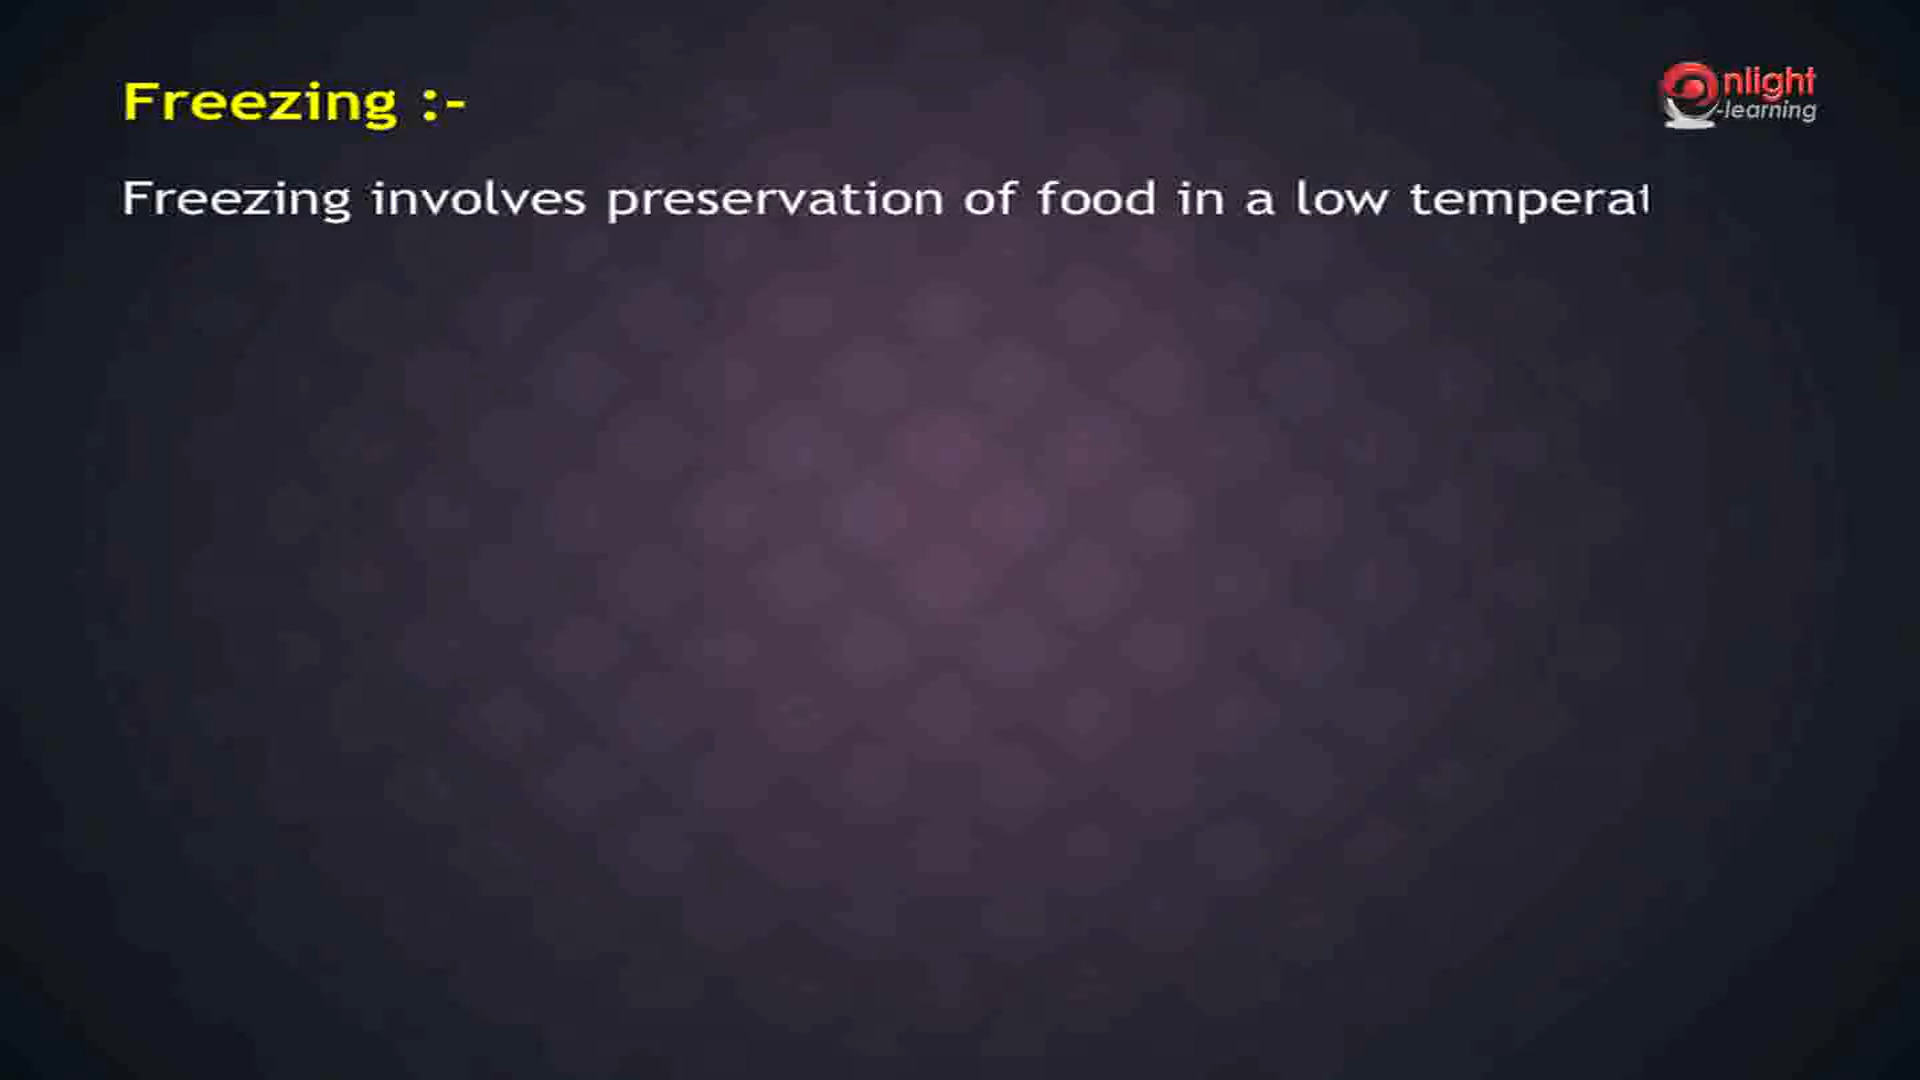 Freezing :-
nlight
-learning
Freezing involves preservation of food in a low temperat